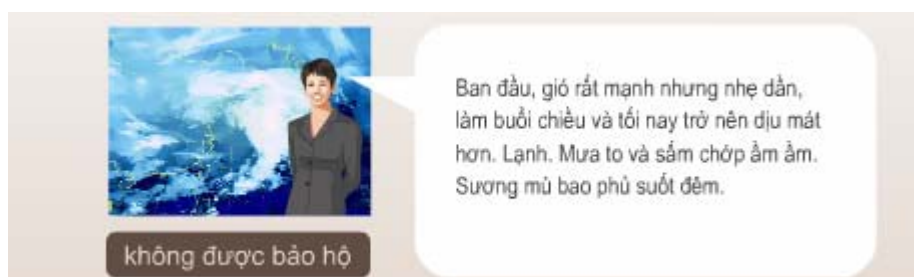 Ban đầu, gió rất mạnh nhưng nhẹ dần,
làm buổi chiều và tối nay trở nên dịu mát
hơn. Lạnh. Mưa to và sấm chớp ầm ầm.
Sương mù bao phủ suốt đêm.
không được bảo hộ